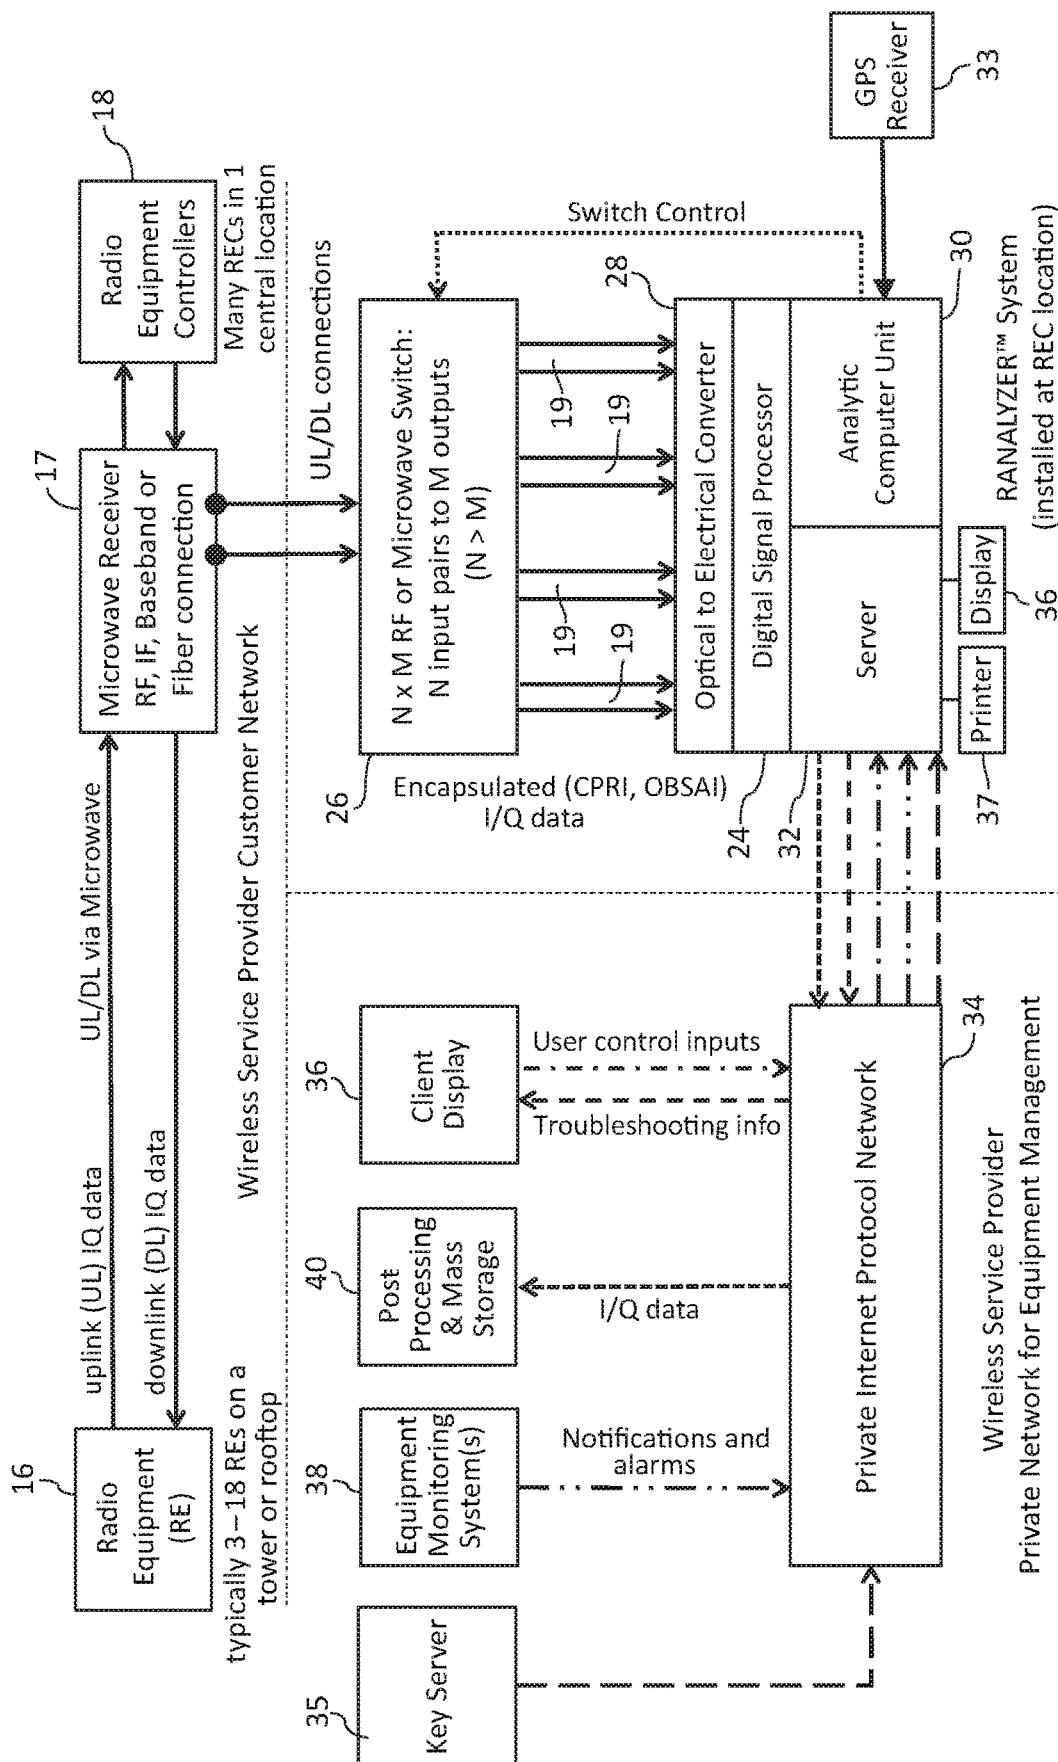 16
Radio
Equipment
(RE)
typically 3–18 REs on a
tower or rooftop
uplink (UL) IQ data
UL/DL via Microwave
downlink (DL) IQ data
17
Microwave Receiver
RF, IF, Baseband or
Fiber connection
18
Radio
Equipment
Controllers
Many RECs in 1
central location
Wireless Service Provider Customer Network
UL/DL connections
35
Key Server
38
Equipment
Monitoring
System(s)
Notifications and
alarms
40
Post
Processing
& Mass
Storage
I/Q data
36
Client
Display
User control inputs
Troubleshooting info
Private Internet Protocol Network
34
Wireless Service Provider
Private Network for Equipment Management
26
N x M RF or Microwave Switch:
N input pairs to M outputs
(N > M)
Switch Control
Encapsulated (CPRI, OBSAI)
I/Q data
19
19
19
19
28
Optical to Electrical Converter
Digital Signal Processor
24
32
Server
Analytic
Computer Unit
30
GPS
Receiver
33
Printer
37
Display
36
RANALYZER™ System
(installed at REC location)